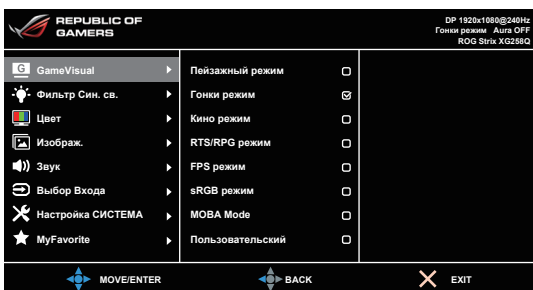 REPUBLIC OF
GAMERS
DP 1920x1080@240Hz
Гонки режим Aura OFF
ROG Strix XG258Q
G GameVisual
Фильтр Син. св.
Цвет
Изображ.
Звук
Выбор Входа
Настройка СИСТЕМА
MyFavorite
Пейзажный режим
Гонки режим
Кино режим
RTS/RPG режим
FPS режим
sRGB режим
MOBA Mode
Пользовательский
MOVE/ENTER
BACK
EXIT